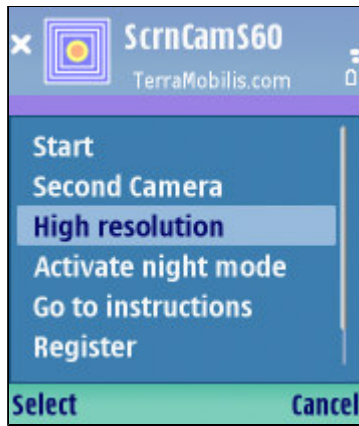 ScrnCamS60
TerraMobilis.com
Start
Second Camera
High resolution
Activate night mode
Go to instructions
Register
Select Cancel